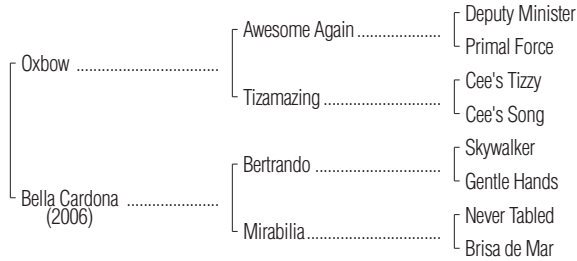 Deputy Minister
Awesome Again
Primal Force
Oxbow
Cee's Tizzy
Tizamazing
Cee's Song
Skywalker
Bertrando
Gentle Hands
Bella Cardona
(2006)
Never Tabled
Mirabilia
Brisa de Mar